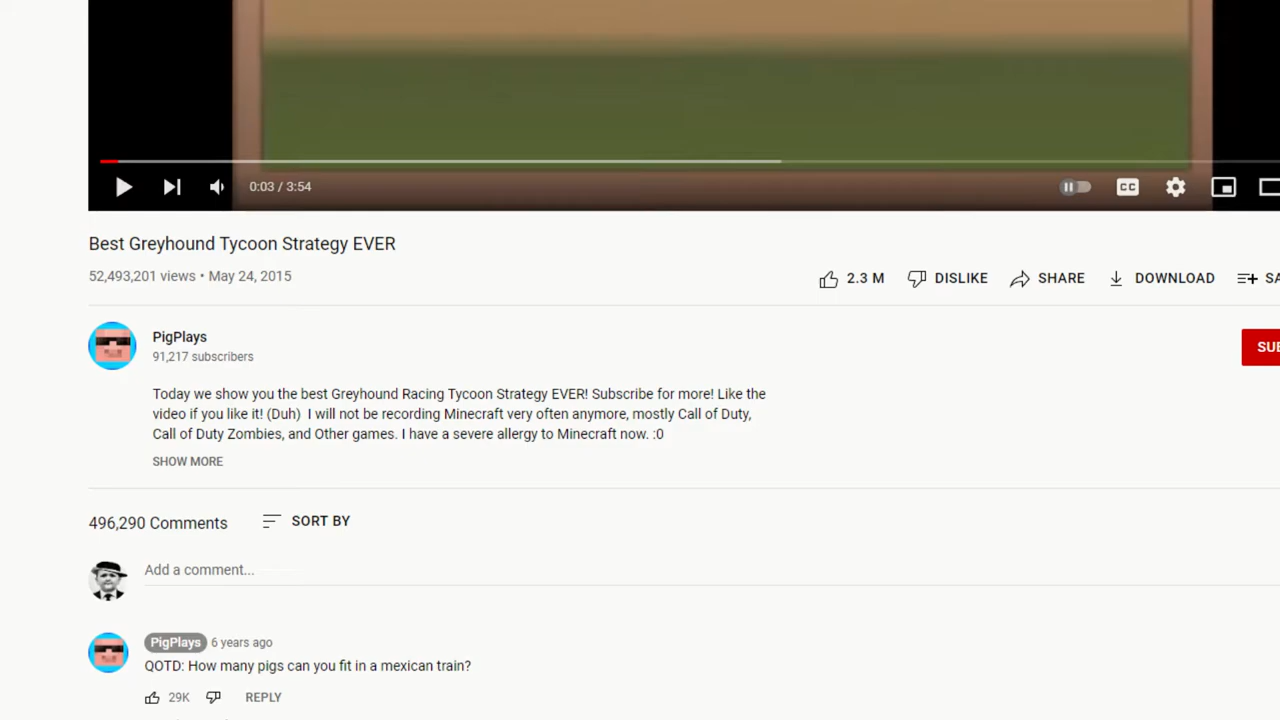 0:03 / 3:54
CC
Best Greyhound Tycoon Strategy EVER
52,493,201 views • May 24, 2015
2.3 M DISLIKE SHARE DOWNLOAD SA
PigPlays
91,217 subscribers
SUB
Today we show you the best Greyhound Racing Tycoon Strategy EVER! Subscribe for more! Like the
video if you like it! (Duh)  I will not be recording Minecraft very often anymore, mostly Call of Duty,
Call of Duty Zombies, and Other games. I have a severe allergy to Minecraft now. :0
SHOW MORE
496,290 Comments SORT BY
Add a comment...
PigPlays 6 years ago
QOTD: How many pigs can you fit in a mexican train?
29K REPLY